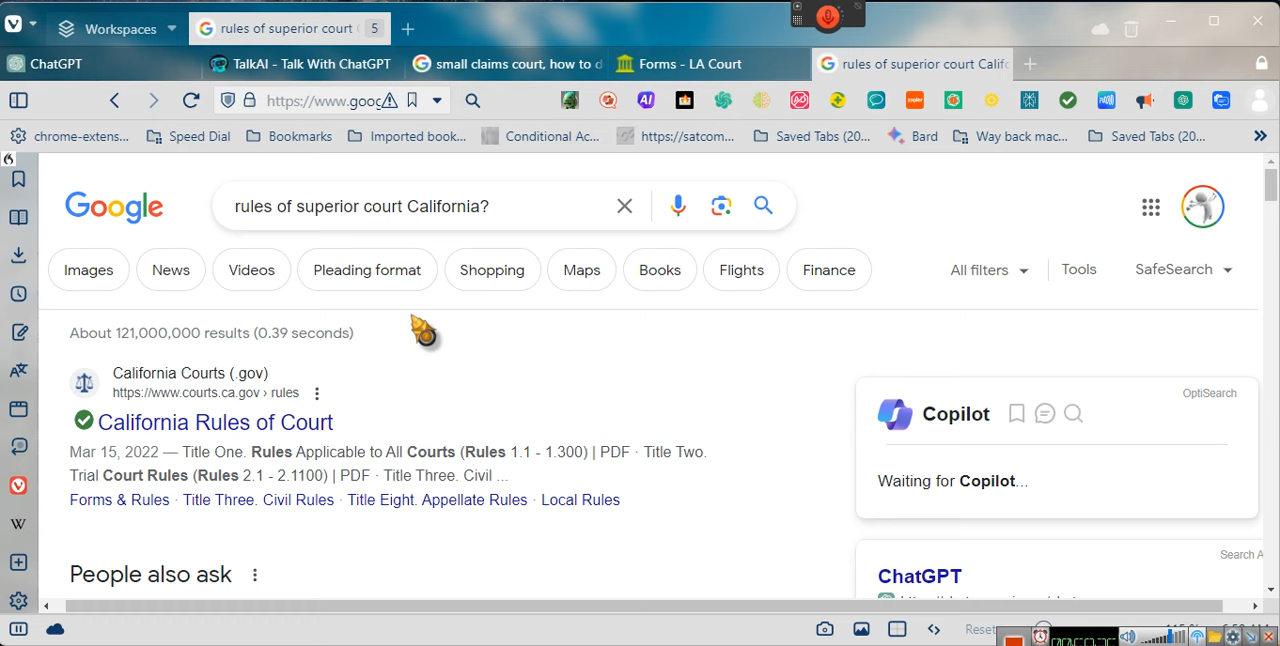 Workspaces
rules of superior court
5
ChatGPT
TalkAI - Talk With ChatGPT
small claims court, how to d
Forms - LA Court
rules of superior court Calif
https://www.goog
AI
chrome-extens...
Speed Dial
Bookmarks
Imported book...
Conditional Ac...
https://satcom...
Saved Tabs (20...
Bard
Way back mac...
Saved Tabs (20...
Google
rules of superior court California?
Images
News
Videos
Pleading format
Shopping
Maps
Books
Flights
Finance
All filters
Tools
SafeSearch
About 121,000,000 results (0.39 seconds)
California Courts (.gov)
https://www.courts.ca.gov › rules
California Rules of Court
Mar 15, 2022 — Title One. Rules Applicable to All Courts (Rules 1.1 - 1.300) | PDF · Title Two.
Trial Court Rules (Rules 2.1 - 2.1100) | PDF · Title Three. Civil ...
Forms & Rules · Title Three. Civil Rules · Title Eight. Appellate Rules · Local Rules
OptiSearch
Copilot
Waiting for Copilot...
People also ask
Search A
ChatGPT
W
Reset